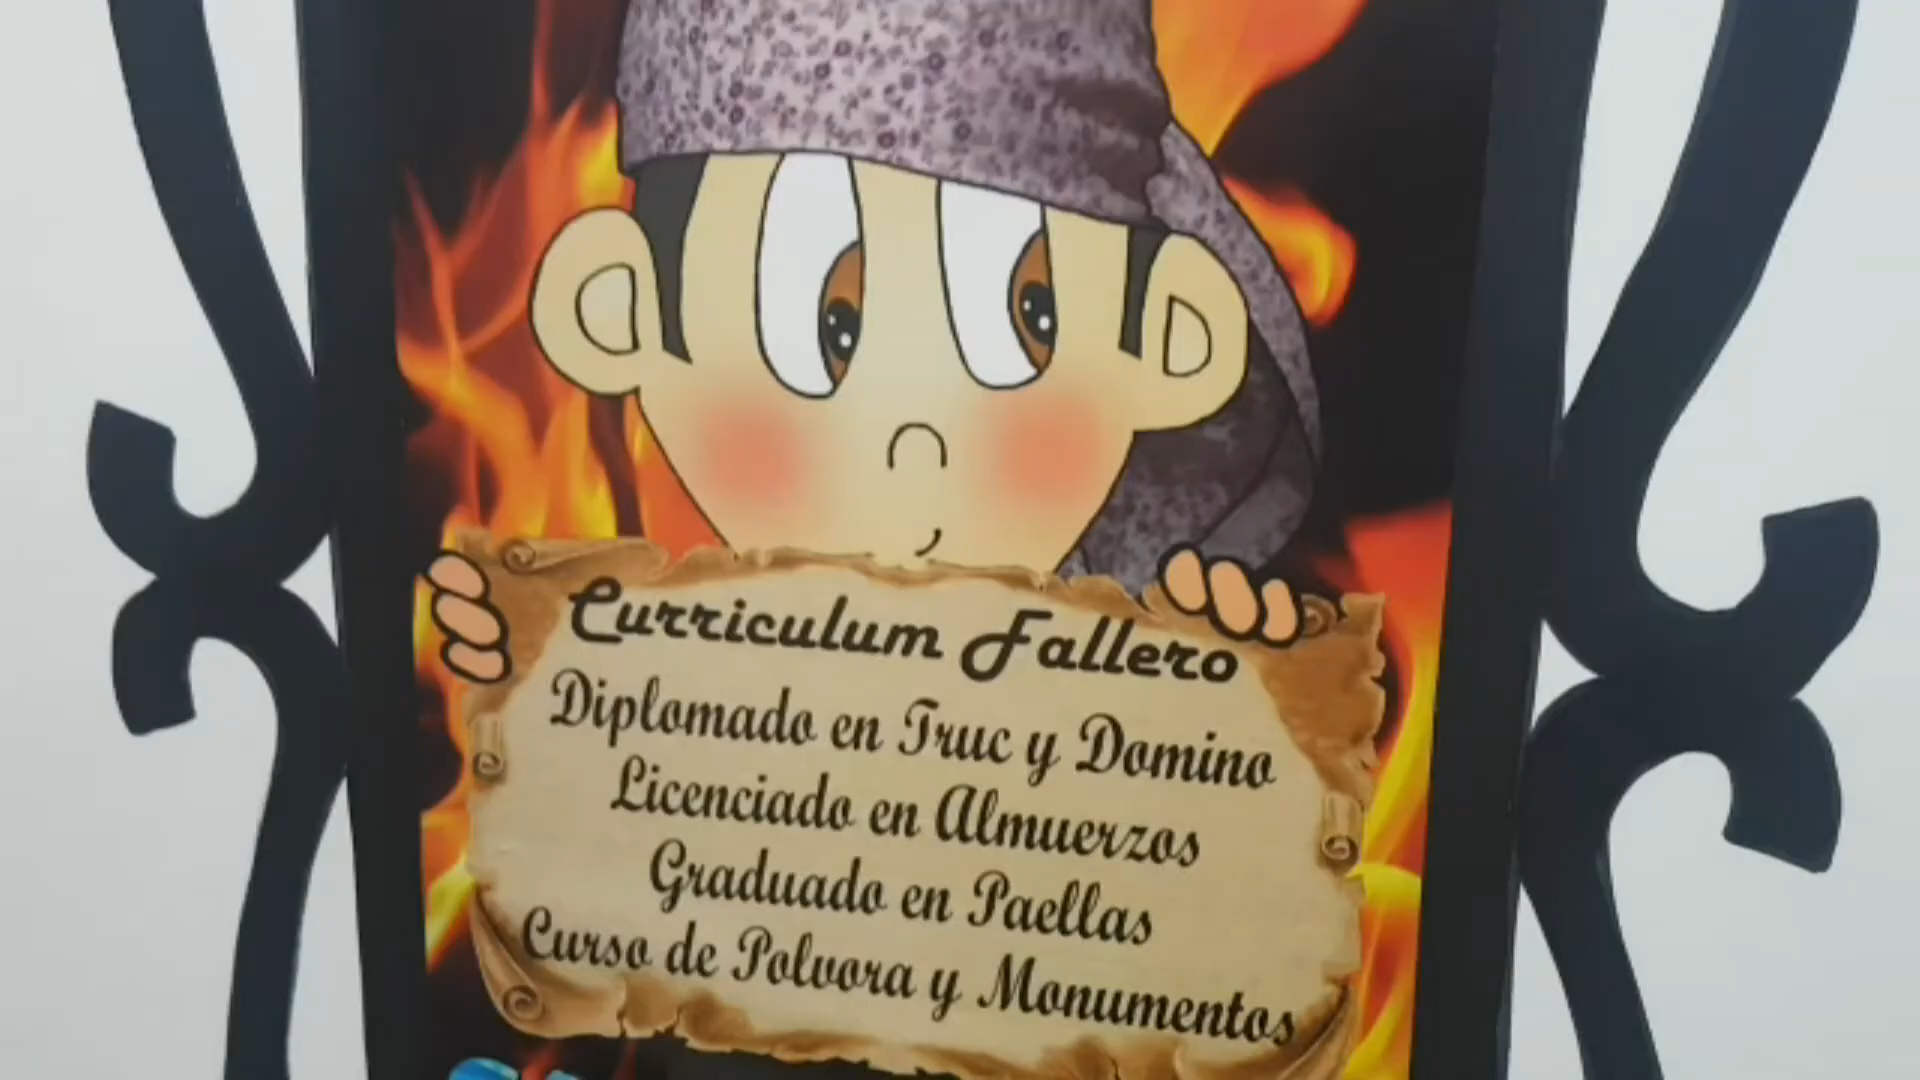 Curriculum Fallero
Diplomado en Truc y Domino
Licenciado en Almuerzos
Graduado en Paellas
Curso de Polvora y Monumentos